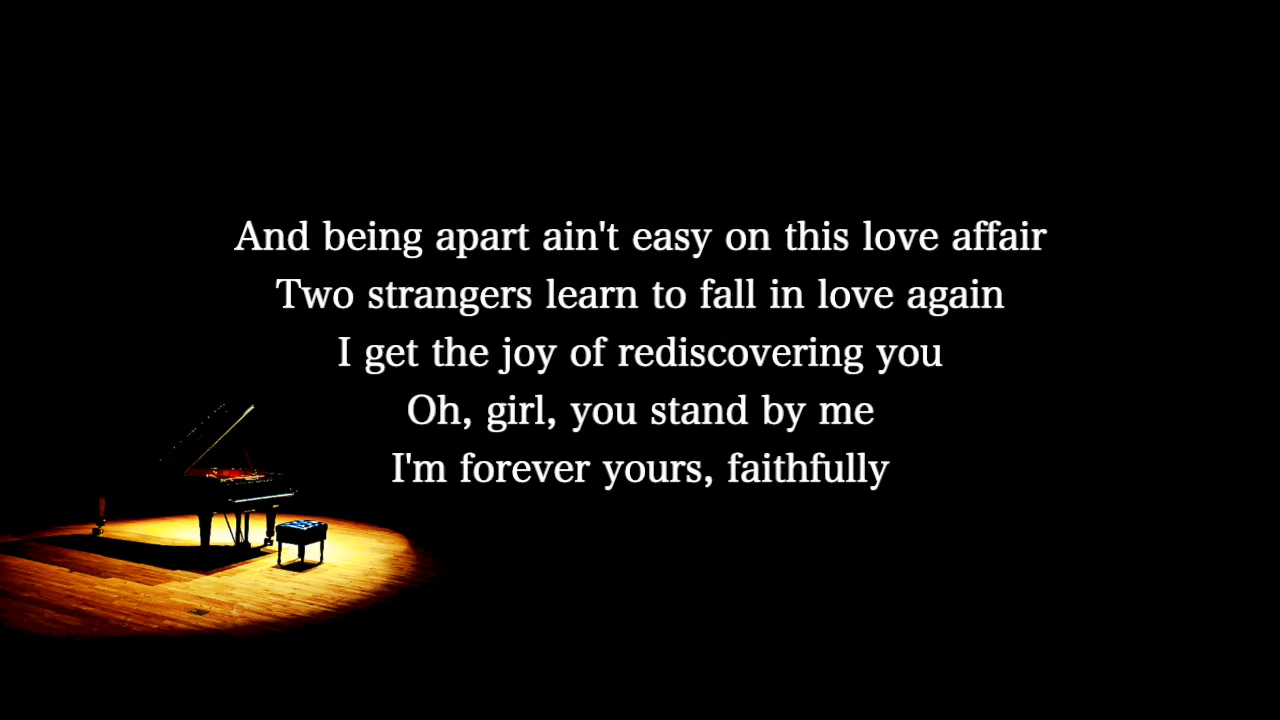 And being apart ain't easy on this love affair
Two strangers learn to fall in love again
I get the joy of rediscovering you
Oh, girl, you stand by me
I'm forever yours, faithfully